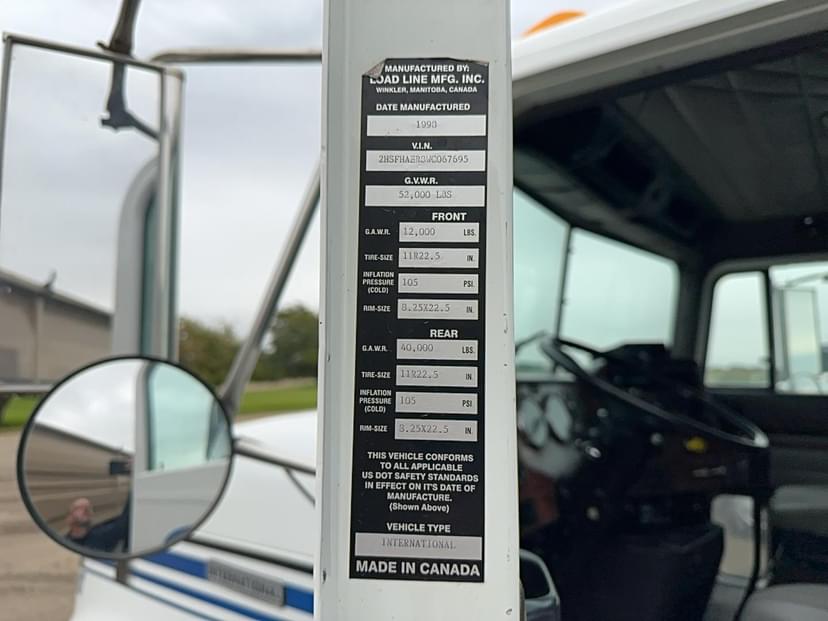 MANUFACTURED BY:
LOAD LINE MFG. INC.
WINKLER, MANITOBA, CANADA
DATE MANUFACTURED
1990
V.I.N.
G.V.W.R.
52,000 LBS
FRONT
G.A.W.R. 12,000 LBS.
TIRE-SIZE 11R22.5 IN.
INFLATION PRESSURE (COLD) 105 PSI.
RIM-SIZE 8.25X22.5 IN.
REAR
G.A.W.R. 40,000 LBS.
TIRE-SIZE 11R22.5 IN.
INFLATION PRESSURE (COLD) 105 PSI
RIM-SIZE 8.25X22.5 IN.
THIS VEHICLE CONFORMS
TO ALL APPLICABLE
US DOT SAFETY STANDARDS
IN EFFECT ON IT'S DATE OF
MANUFACTURE.
(Shown Above)
VEHICLE TYPE
INTERNATIONAL
MADE IN CANADA
INTERNATIONAL